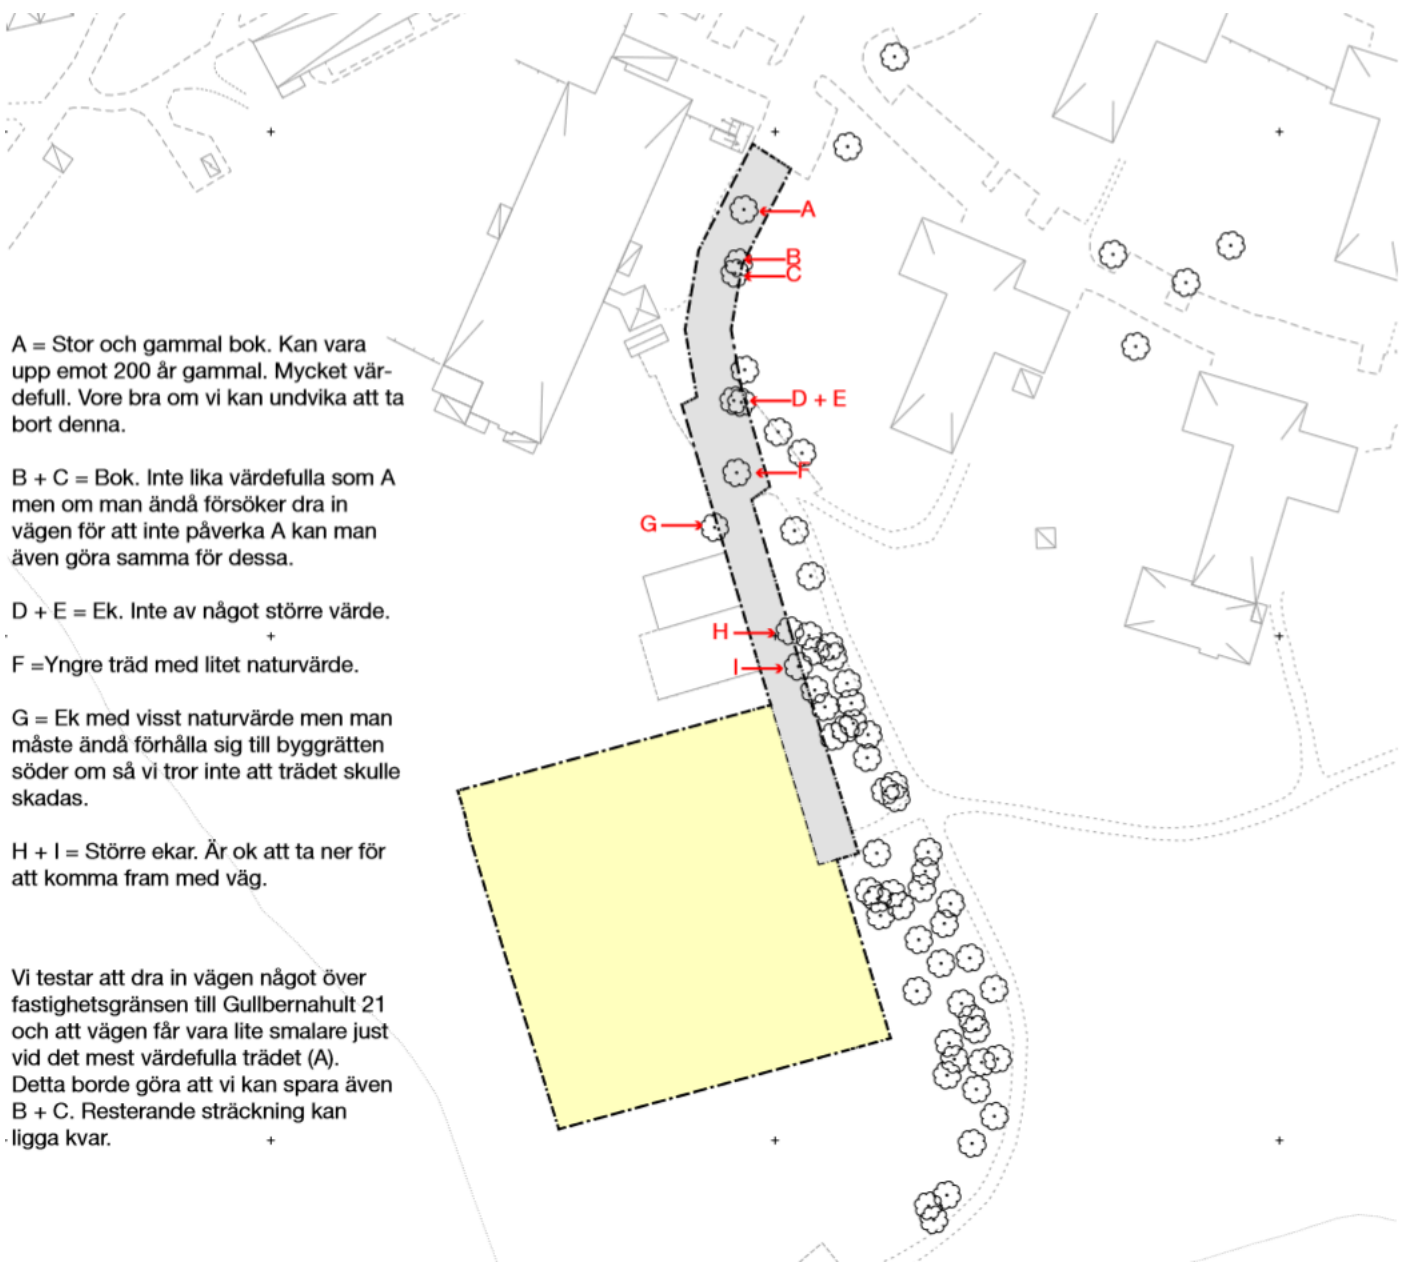 A
B
C
A = Stor och gammal bok. Kan vara
upp emot 200 år gammal. Mycket vär-
defull. Vore bra om vi kan undvika att ta
bort denna.
D + E
B + C = Bok. Inte lika värdefulla som A
men om man ändå försöker dra in
vägen för att inte påverka A kan man
även göra samma för dessa.
F
G
D + E = Ek. Inte av något större värde.
H
F =Yngre träd med litet naturvärde.
I
G = Ek med visst naturvärde men man
måste ändå förhålla sig till byggrätten
söder om så vi tror inte att trädet skulle
skadas.
H + I = Större ekar. Är ok att ta ner för
att komma fram med väg.
Vi testar att dra in vägen något över
fastighetsgränsen till Gullbernahult 21
och att vägen får vara lite smalare just
vid det mest värdefulla trädet (A).
Detta borde göra att vi kan spara även
B + C. Resterande sträckning kan
ligga kvar.